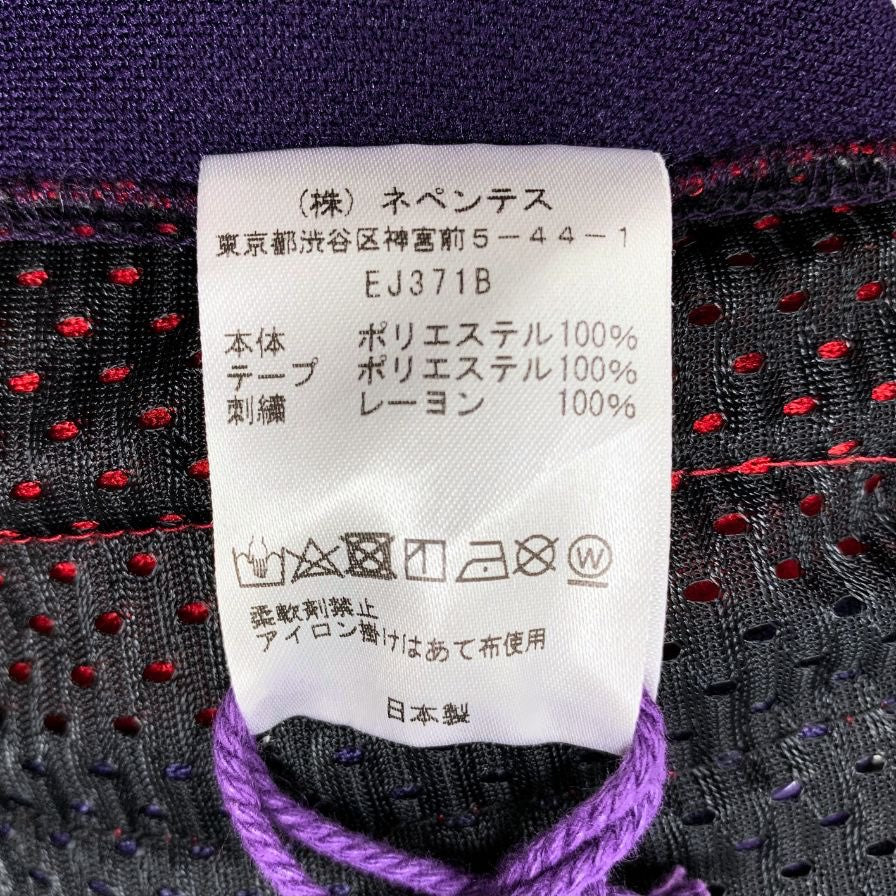 (株) ネペンテス
東京都渋谷区神宮前5-44-1
EJ371B
本体 ポリエステル100%
テープ ポリエステル100%
刺繍 レーヨン 100%
W
柔軟剤禁止
アイロン掛けはあて布使用
日本製